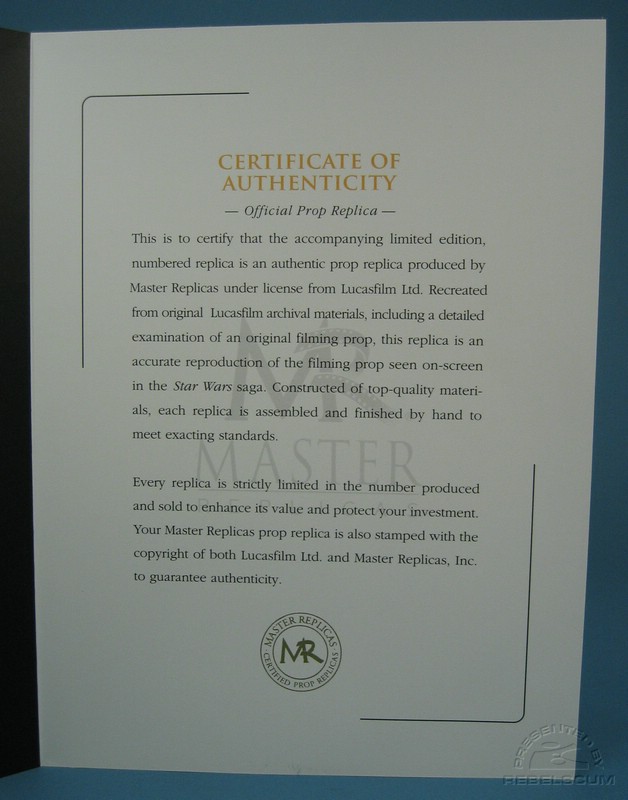 CERTIFICATE OF
AUTHENTICITY
— Official Prop Replica —
This is to certify that the accompanying limited edition,
numbered replica is an authentic prop replica produced by
Master Replicas under license from Lucasfilm Ltd. Recreated
from original Lucasfilm archival materials, including a detailed
examination of an original filming prop, this replica is an
accurate reproduction of the filming prop seen on-screen
in the Star Wars saga. Constructed of top-quality materi-
als, each replica is assembled and finished by hand to
meet exacting standards.
MR
MASTER
REPLICAS
Every replica is strictly limited in the number produced
and sold to enhance its value and protect your investment.
Your Master Replicas prop replica is also stamped with the
copyright of both Lucasfilm Ltd. and Master Replicas, Inc.
to guarantee authenticity.
MASTER REPLICAS
MR
CERTIFIED PROP REPLICAS
PRESENTED BY
REBELSCUM